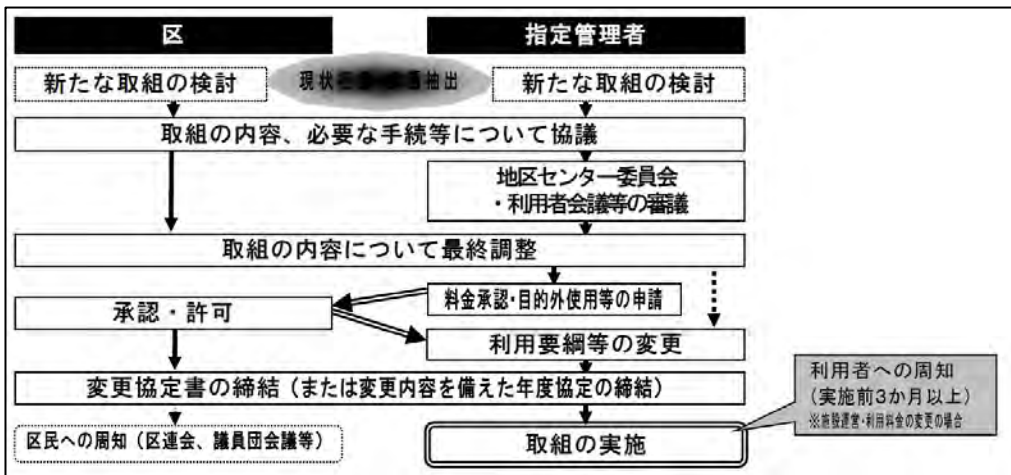 区
指定管理者
新たな取組の検討
現状 抽出
新たな取組の検討
取組の内容、必要な手続等について協議
地区センター委員会
・利用者会議等の審議
取組の内容について最終調整
料金承認・目的外使用等の申請
承認・許可
利用要綱等の変更
利用者への周知
(実施前3か月以上)
※施設運営・利用料金の変更の場合
変更協定書の締結(または変更内容を備えた年度協定の締結)
区民への周知(区連会、議員団会議等)
取組の実施